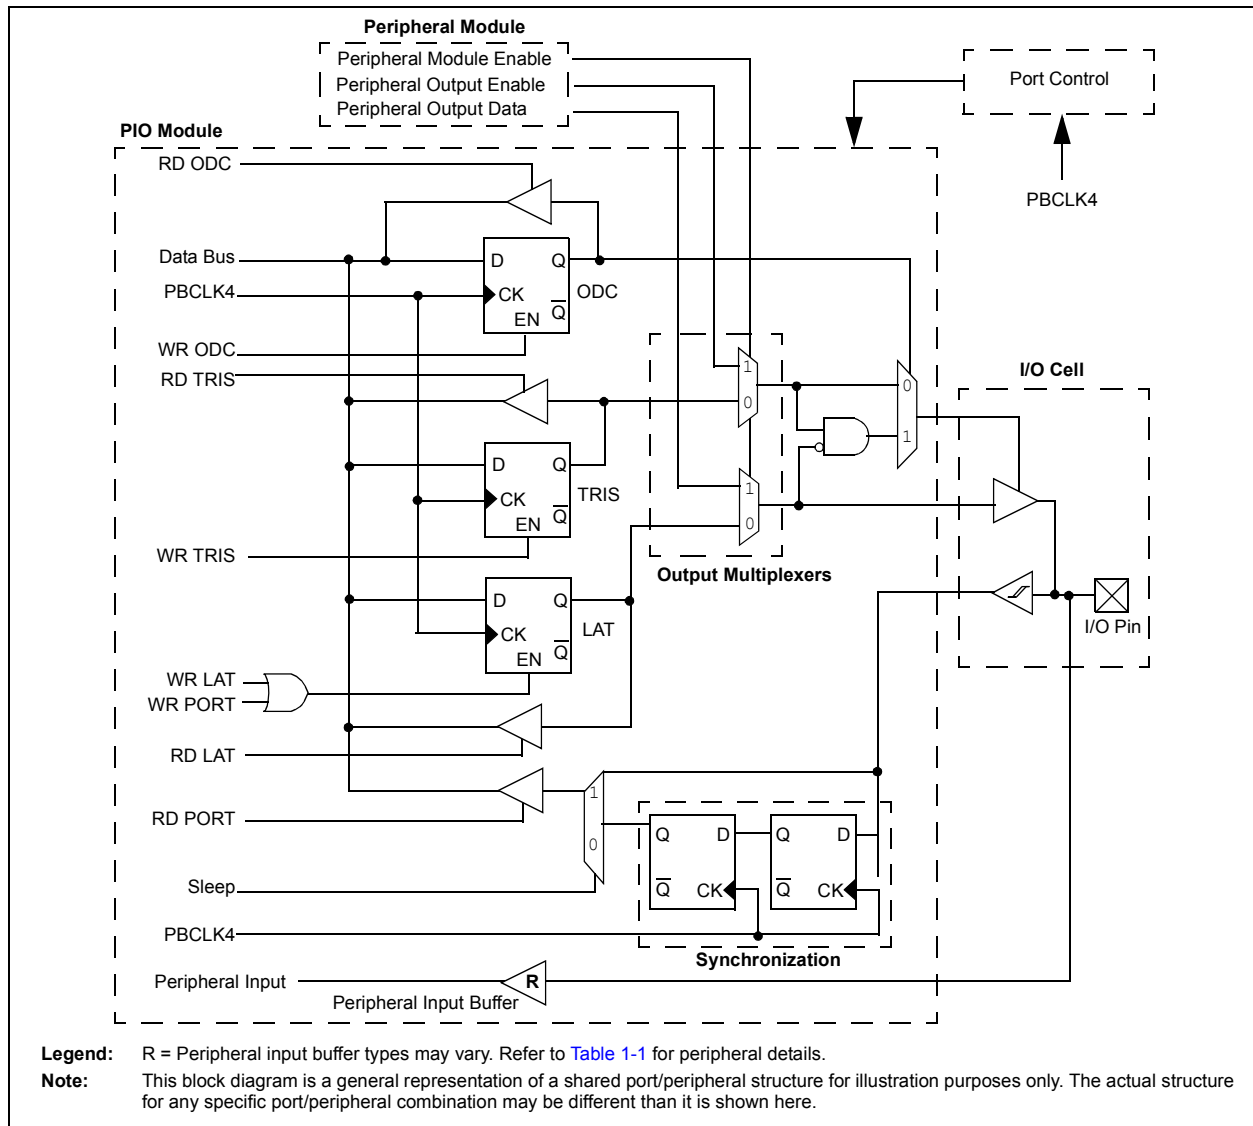 Peripheral Module
Peripheral Module Enable
Peripheral Output Enable
Peripheral Output Data
Port Control
PBCLK4
PIO Module
RD ODC
Data Bus
D Q
PBCLK4
CK
ODC
EN Q
WR ODC
RD TRIS
1
0
0
1
I/O Cell
D Q
CK
TRIS
EN Q
WR TRIS
1
0
Output Multiplexers
D Q
CK
LAT
EN Q
I/O Pin
WR LAT
WR PORT
RD LAT
RD PORT
1
0
Q D Q D
Q CK Q CK
Sleep
PBCLK4
Synchronization
Peripheral Input
R
Peripheral Input Buffer
Legend: R = Peripheral input buffer types may vary. Refer to Table 1-1 for peripheral details.
Note: This block diagram is a general representation of a shared port/peripheral structure for illustration purposes only. The actual structure
for any specific port/peripheral combination may be different than it is shown here.